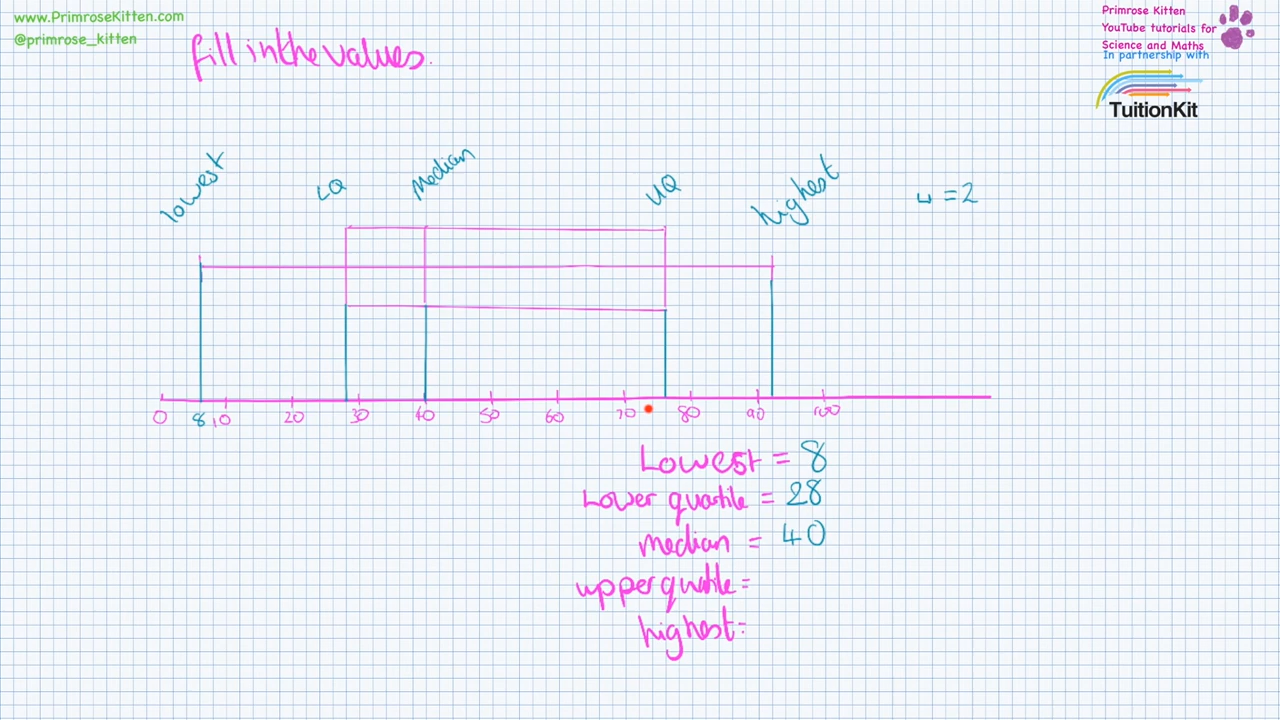 www.PrimroseKitten.com
@primrose_kitten
Primrose Kitten
YouTube tutorials for
Science and Maths
In partnership with
TuitionKit
fill in the values.
lowest LQ Median UQ highest
⊔ = 2
0 8 10 20 30 40 50 60 70 80 90 100
Lowest = 8
Lower quartile = 28
median = 40
upper quatile =
highest =